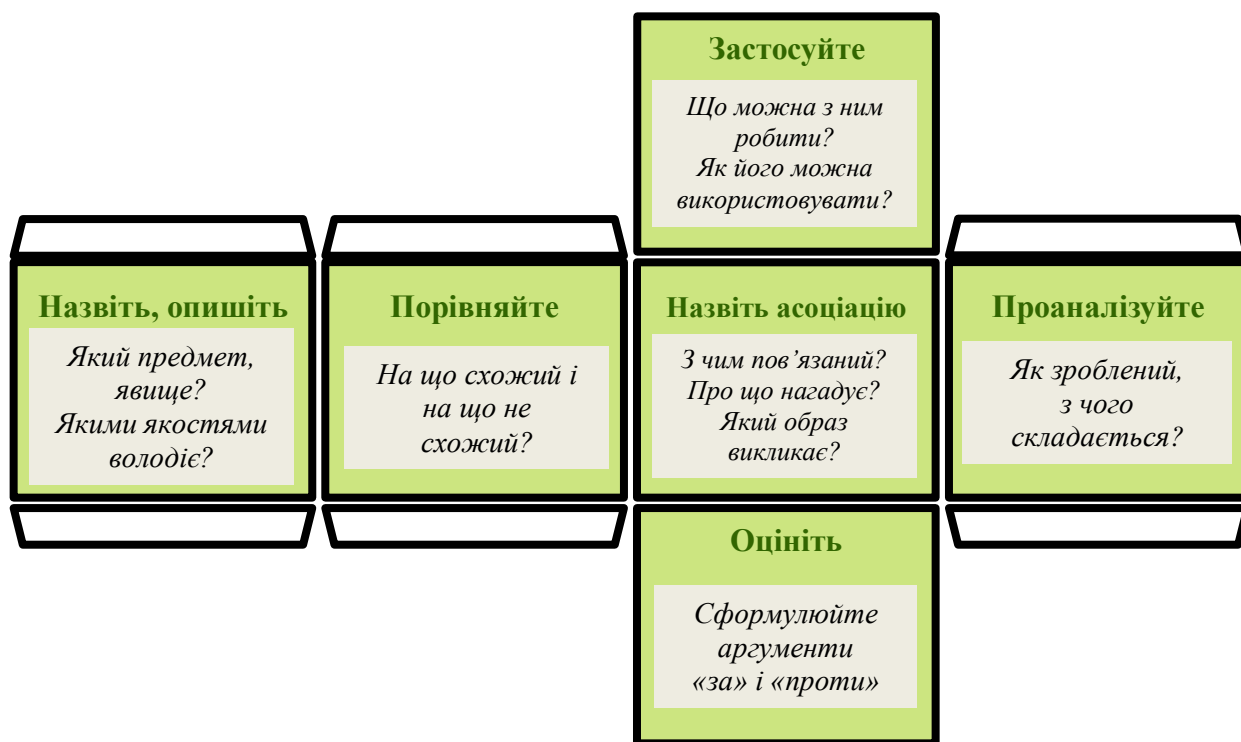 Застосуйте
Що можна з ним
робити?
Як його можна
використовувати?
Назвіть, опишіть
Який предмет,
явище?
Якими якостями
володіє?
Порівняйте
На що схожий і
на що не
схожий?
Назвіть асоціацію
З чим пов’язаний?
Про що нагадує?
Який образ
викликає?
Проаналізуйте
Як зроблений,
з чого
складається?
Оцініть
Сформулюйте
аргументи
«за» і «проти»